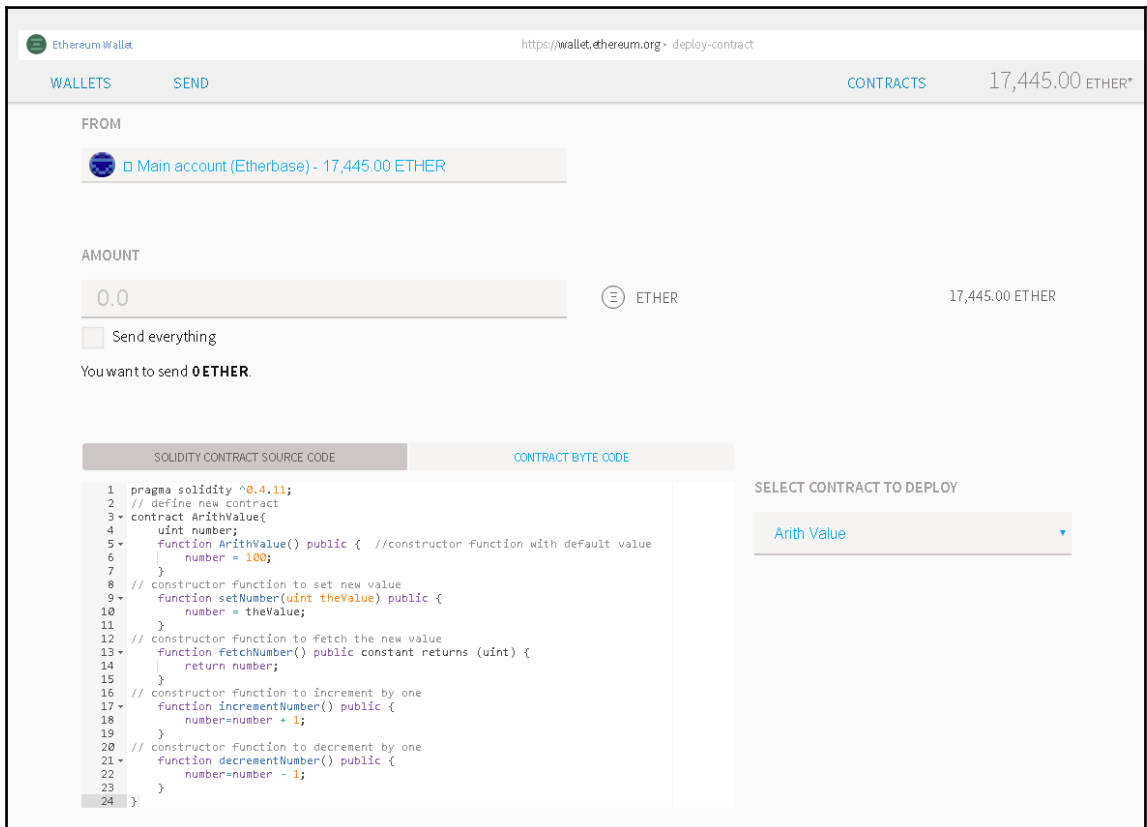 Ethereum Wallet https://wallet.ethereum.org ▸ deploy-contract
WALLETS SEND CONTRACTS 17,445.00 ETHER*
FROM
Main account (Etherbase) - 17,445.00 ETHER
AMOUNT
0.0 ETHER 17,445.00 ETHER
Send everything
You want to send 0 ETHER.
SOLIDITY CONTRACT SOURCE CODE CONTRACT BYTE CODE
SELECT CONTRACT TO DEPLOY
Arith Value
1 pragma solidity ^0.4.11;
2 // define new contract
3 contract ArithValue{
4     uint number;
5     function ArithValue() public {  //constructor function with default value
6         number = 100;
7     }
8 // constructor function to set new value
9     function setNumber(uint theValue) public {
10         number = theValue;
11     }
12 // constructor function to fetch the new value
13     function fetchNumber() public constant returns (uint) {
14         return number;
15     }
16 // constructor function to increment by one
17     function incrementNumber() public {
18         number=number + 1;
19     }
20 // constructor function to decrement by one
21     function decrementNumber() public {
22         number=number - 1;
23     }
24 }